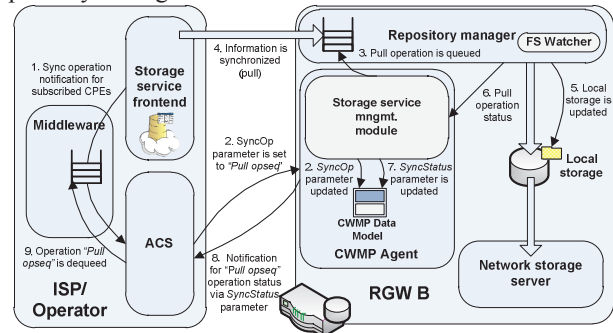 1. Sync operation
notification for
subscribed CPEs
Storage
service
frontend
Middleware
9. Operation "Pull
opseq" is dequeued
ACS
ISP/
Operator
4. Information is
synchronized
(pull)
2. SyncOp
parameter is set
to "Pull opseq"
8. Notification
for "Pull opseq"
operation status
via SyncStatus
parameter
Repository manager
FS Watcher
3. Pull operation is queued
Storage service
mngmt.
module
2. SyncOp
parameter
updated
7. SyncStatus
parameter is
updated
CWMP Data
Model
CWMP Agent
6. Pull
operation
status
5. Local
storage is
updated
Local
storage
Network storage
server
RGW B